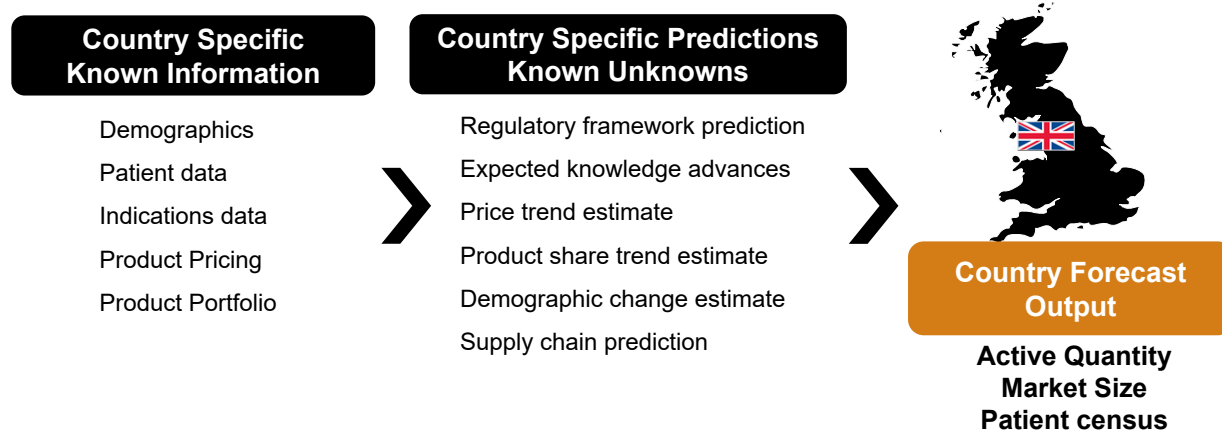 Country Specific
Known Information
Demographics
Patient data
Indications data
Product Pricing
Product Portfolio
Country Specific Predictions
Known Unknowns
Regulatory framework prediction
Expected knowledge advances
Price trend estimate
Product share trend estimate
Demographic change estimate
Supply chain prediction
Country Forecast
Output
Active Quantity
Market Size
Patient census